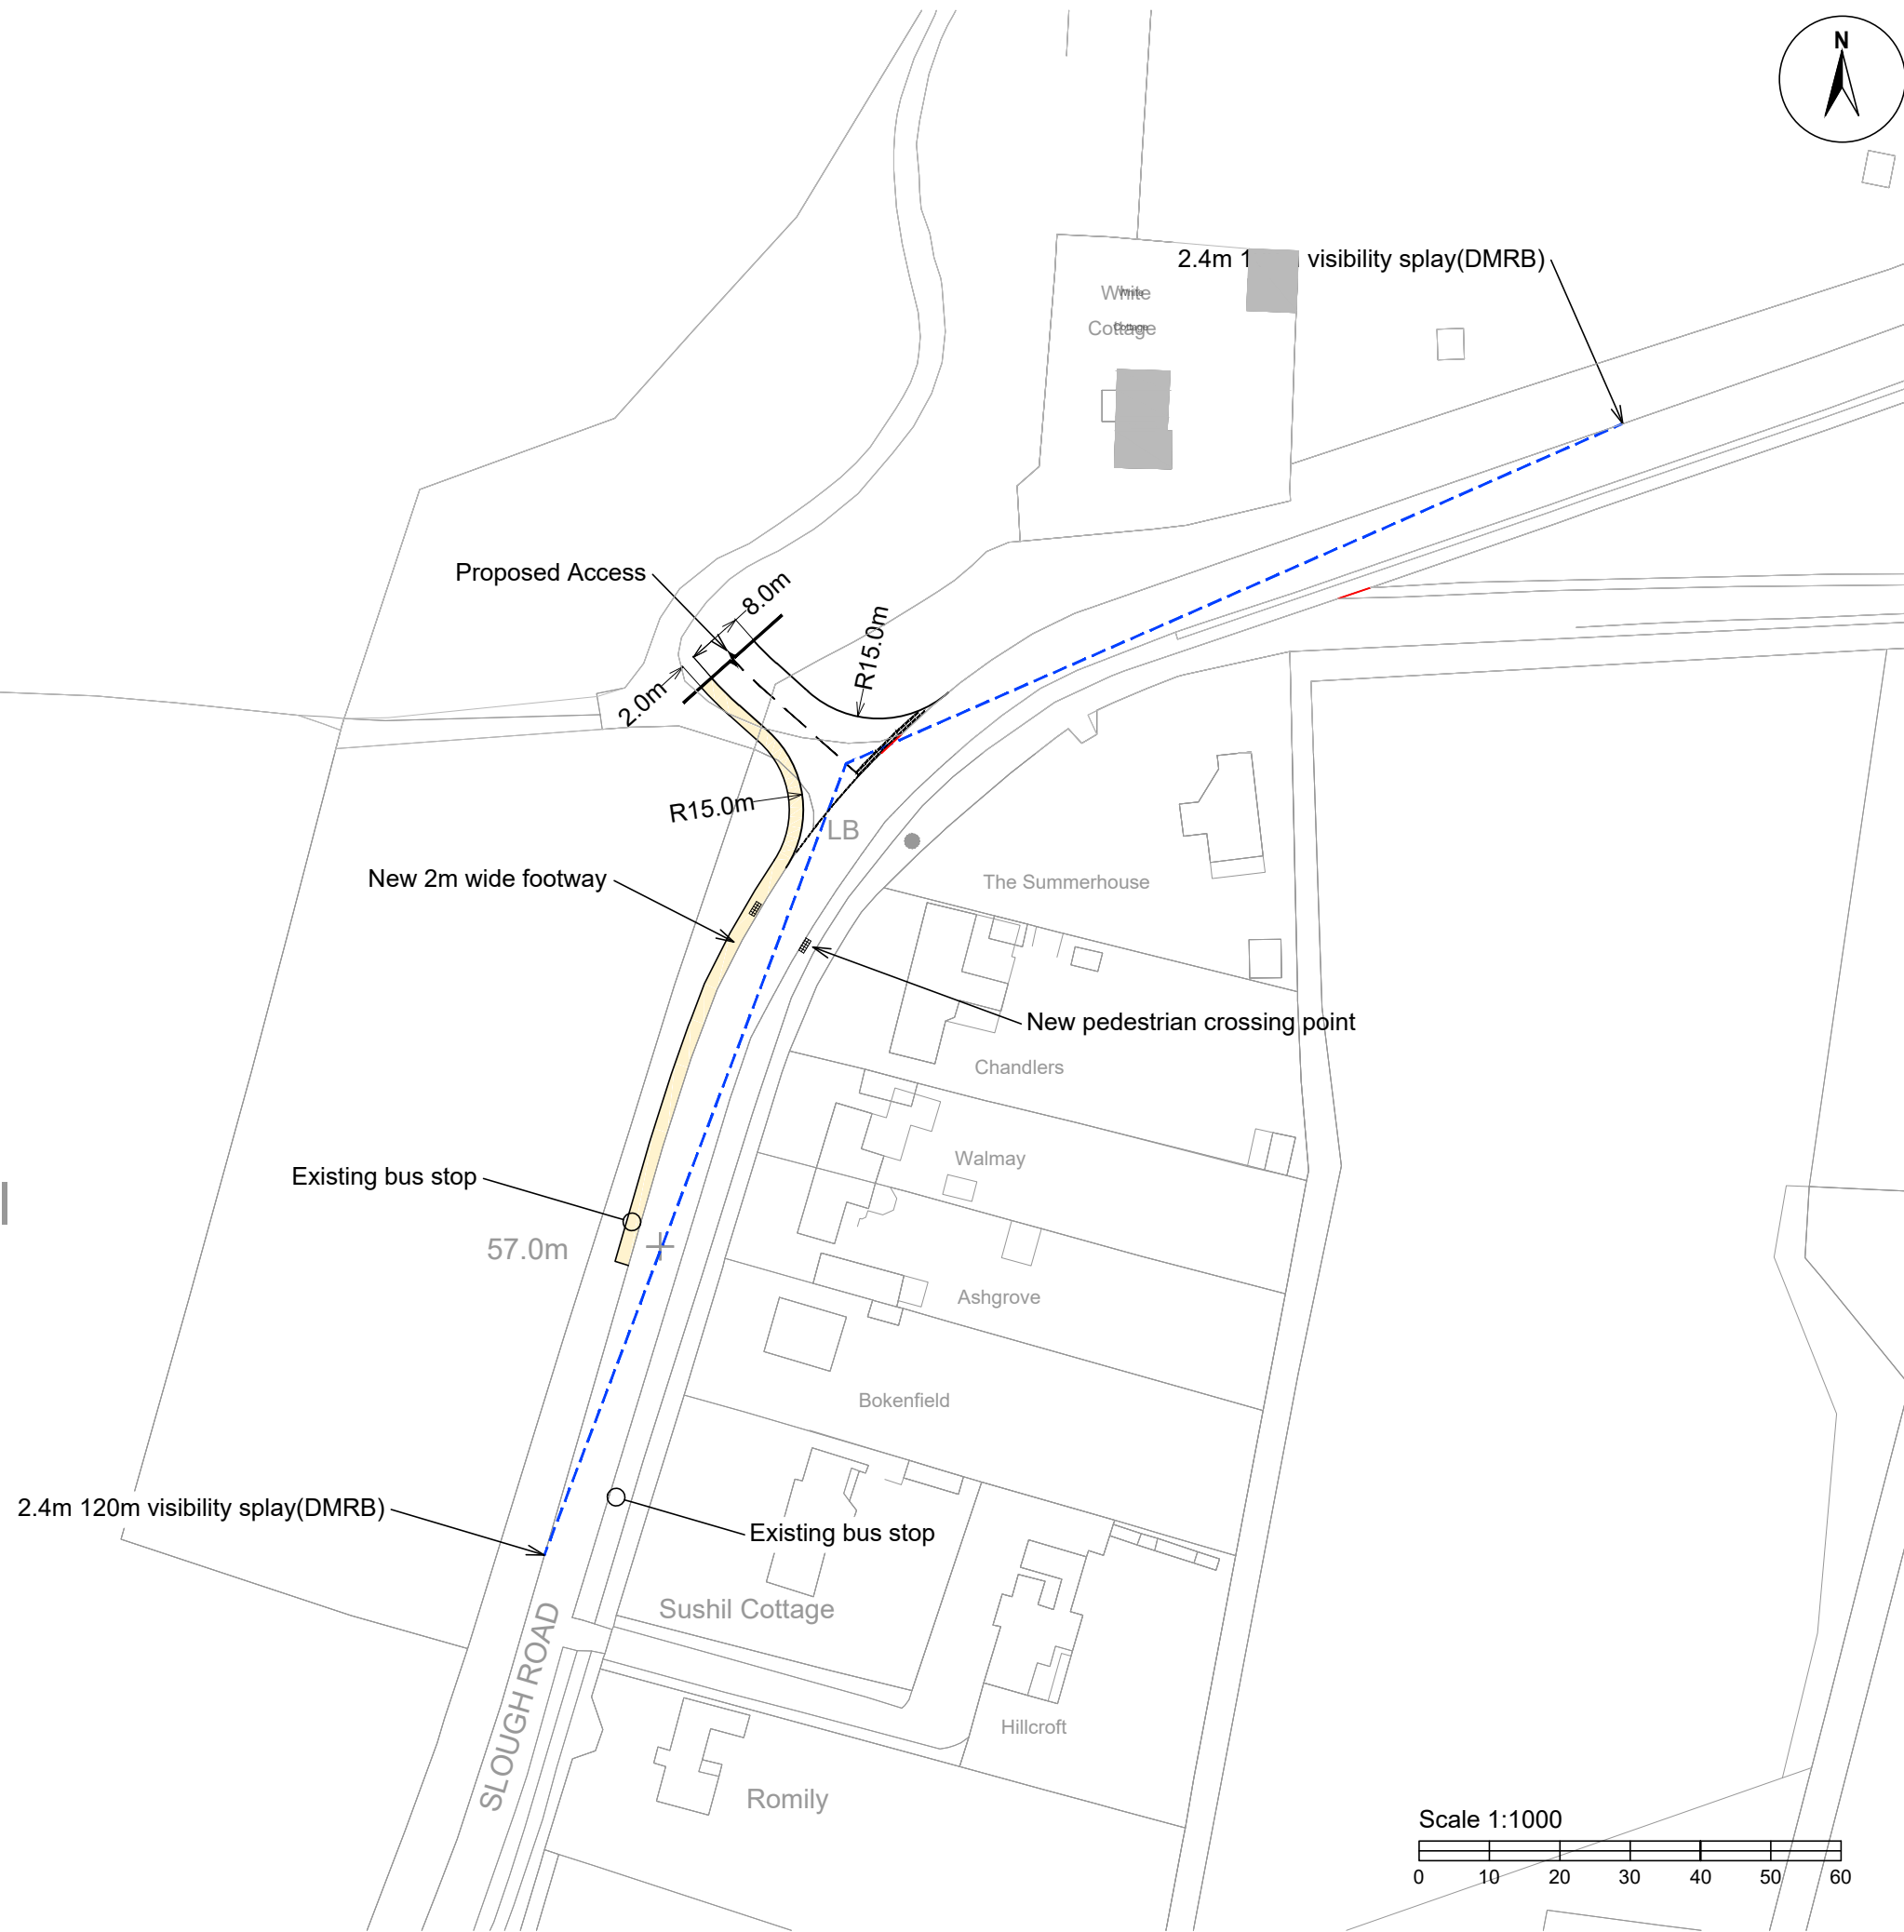 N
2.4m 1 visibility splay(DMRB)
White
Cottage
White
Cottage
Proposed Access
8.0m
R15.0m
2.0m
R15.0m
LB
New 2m wide footway
The Summerhouse
New pedestrian crossing point
Chandlers
Walmay
Existing bus stop
57.0m
Ashgrove
Bokenfield
2.4m 120m visibility splay(DMRB)
Existing bus stop
Sushil Cottage
SLOUGH ROAD
Hillcroft
Romily
Scale 1:1000
0 10 20 30 40 50 60